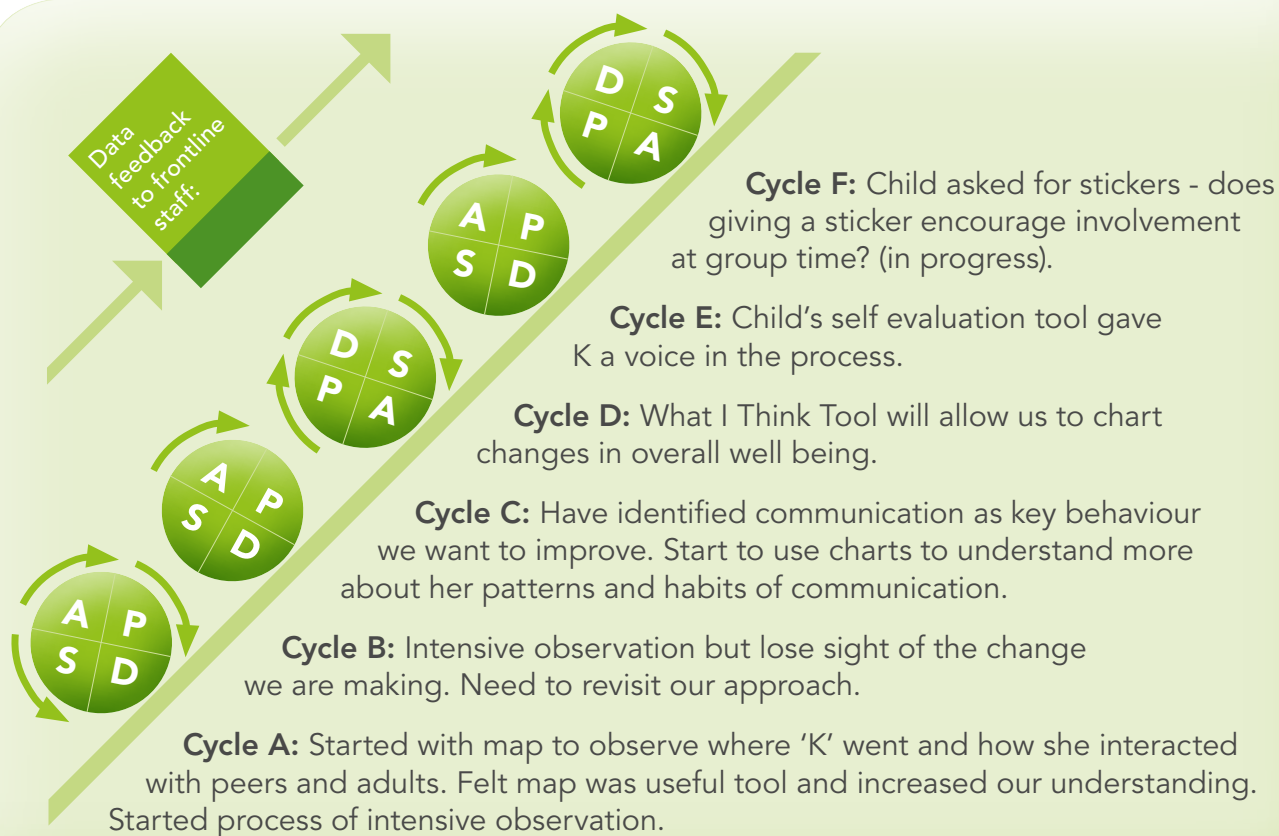 Data
feedback
to frontline
staff:
D S
P A
A P
S D
D S
P A
A P
S D
A P
S D
Cycle F: Child asked for stickers - does
giving a sticker encourage involvement
at group time? (in progress).
Cycle E: Child's self evaluation tool gave
K a voice in the process.
Cycle D: What I Think Tool will allow us to chart
changes in overall well being.
Cycle C: Have identified communication as key behaviour
we want to improve. Start to use charts to understand more
about her patterns and habits of communication.
Cycle B: Intensive observation but lose sight of the change
we are making. Need to revisit our approach.
Cycle A: Started with map to observe where ‘K’ went and how she interacted
with peers and adults. Felt map was useful tool and increased our understanding.
Started process of intensive observation.